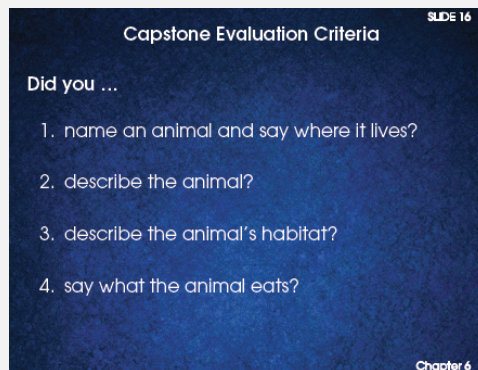 SLIDE 16
Capstone Evaluation Criteria
Did you ...
1. name an animal and say where it lives?
2. describe the animal?
3. describe the animal's habitat?
4. say what the animal eats?
Chapter 6